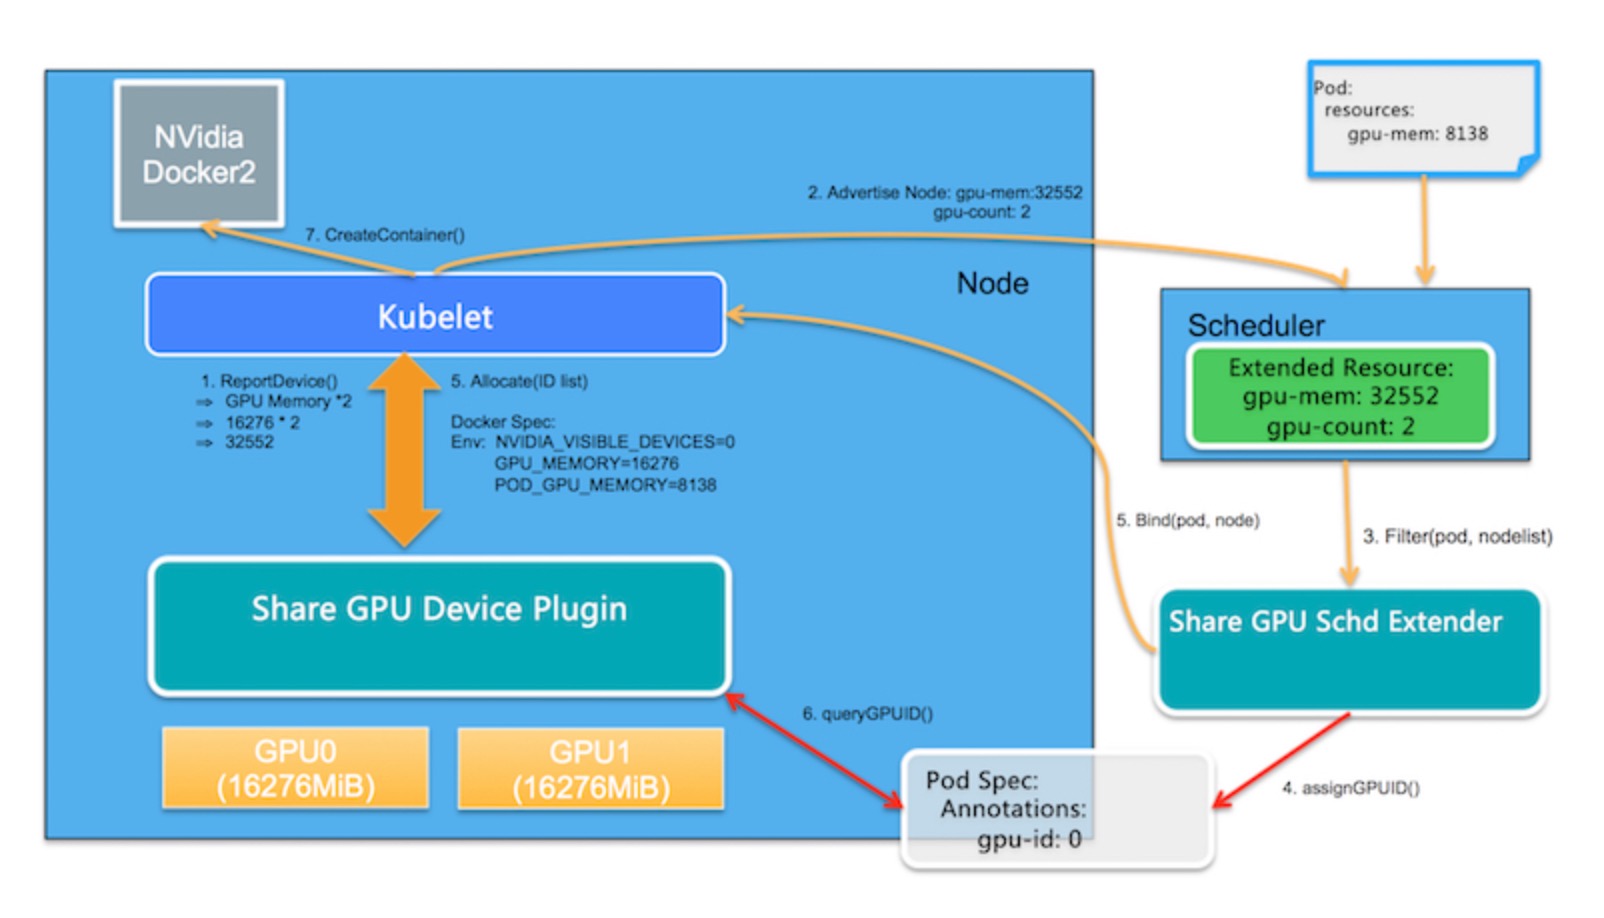 NVidia
Docker2
7. CreateContainer()
2. Advertise Node: gpu-mem:32552
gpu-count: 2
Pod:
resources:
gpu-mem: 8138
Node
Kubelet
Scheduler
Extended Resource:
gpu-mem: 32552
gpu-count: 2
1. ReportDevice()
⇒ GPU Memory *2
⇒ 16276 * 2
⇒ 32552
5. Allocate(ID list)
Docker Spec:
Env: NVIDIA_VISIBLE_DEVICES=0
GPU_MEMORY=16276
POD_GPU_MEMORY=8138
5. Bind(pod, node)
3. Filter(pod, nodelist)
Share GPU Device Plugin
Share GPU Schd Extender
6. queryGPUID()
GPU0
(16276MiB)
GPU1
(16276MiB)
Pod Spec:
Annotations:
gpu-id: 0
4. assignGPUID()